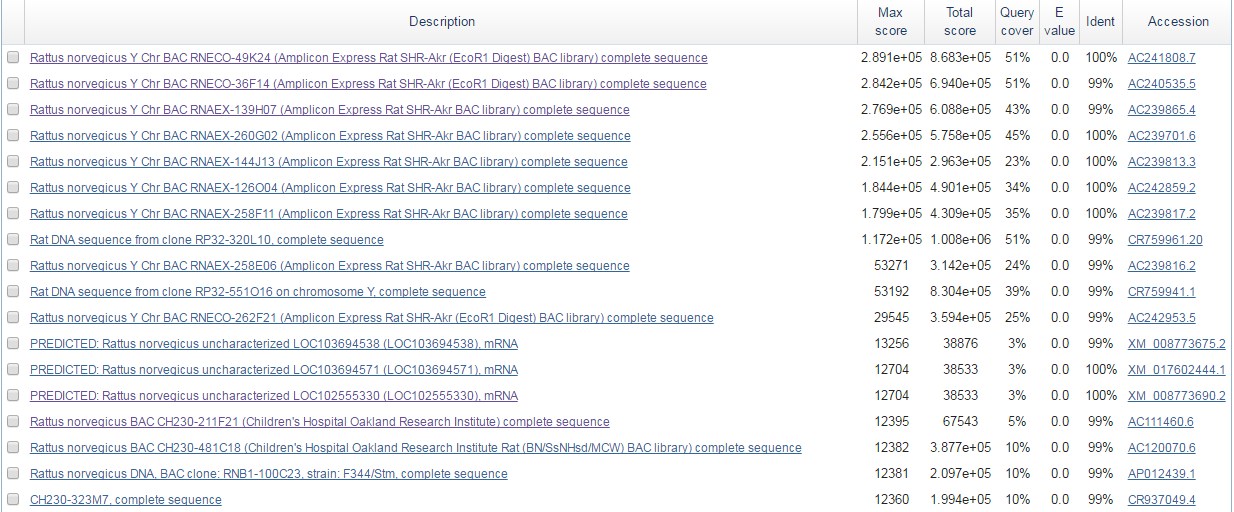 Description Max score Total score Query cover E value Ident Accession
Rattus norvegicus Y Chr BAC RNECO-49K24 (Amplicon Express Rat SHR-Akr (EcoR1 Digest) BAC library) complete sequence 2.891e+05 8.683e+05 51% 0.0 100% AC241808.7
Rattus norvegicus Y Chr BAC RNECO-36F14 (Amplicon Express Rat SHR-Akr (EcoR1 Digest) BAC library) complete sequence 2.842e+05 6.940e+05 51% 0.0 99% AC240535.5
Rattus norvegicus Y Chr BAC RNAEX-139H07 (Amplicon Express Rat SHR-Akr BAC library) complete sequence 2.769e+05 6.088e+05 43% 0.0 99% AC239865.4
Rattus norvegicus Y Chr BAC RNAEX-260G02 (Amplicon Express Rat SHR-Akr BAC library) complete sequence 2.556e+05 5.758e+05 45% 0.0 100% AC239701.6
Rattus norvegicus Y Chr BAC RNAEX-144J13 (Amplicon Express Rat SHR-Akr BAC library) complete sequence 2.151e+05 2.963e+05 23% 0.0 100% AC239813.3
Rattus norvegicus Y Chr BAC RNAEX-126O04 (Amplicon Express Rat SHR-Akr BAC library) complete sequence 1.844e+05 4.901e+05 34% 0.0 100% AC242859.2
Rattus norvegicus Y Chr BAC RNAEX-258F11 (Amplicon Express Rat SHR-Akr BAC library) complete sequence 1.799e+05 4.309e+05 35% 0.0 100% AC239817.2
Rat DNA sequence from clone RP32-320L10, complete sequence 1.172e+05 1.008e+06 51% 0.0 99% CR759961.20
Rattus norvegicus Y Chr BAC RNAEX-258E06 (Amplicon Express Rat SHR-Akr BAC library) complete sequence 53271 3.142e+05 24% 0.0 99% AC239816.2
Rat DNA sequence from clone RP32-551O16 on chromosome Y, complete sequence 53192 8.304e+05 39% 0.0 99% CR759941.1
Rattus norvegicus Y Chr BAC RNECO-262F21 (Amplicon Express Rat SHR-Akr (EcoR1 Digest) BAC library) complete sequence 29545 3.594e+05 25% 0.0 99% AC242953.5
PREDICTED: Rattus norvegicus uncharacterized LOC103694538 (LOC103694538), mRNA 13256 38876 3% 0.0 99% XM_008773675.2
PREDICTED: Rattus norvegicus uncharacterized LOC103694571 (LOC103694571), mRNA 12704 38533 3% 0.0 100% XM_017602444.1
PREDICTED: Rattus norvegicus uncharacterized LOC102555330 (LOC102555330), mRNA 12704 38533 3% 0.0 100% XM_008773690.2
Rattus norvegicus BAC CH230-211F21 (Children's Hospital Oakland Research Institute) complete sequence 12395 67543 5% 0.0 99% AC111460.6
Rattus norvegicus BAC CH230-481C18 (Children's Hospital Oakland Research Institute Rat (BN/SsNHsd/MCW) BAC library) complete sequence 12382 3.877e+05 10% 0.0 99% AC120070.6
Rattus norvegicus DNA, BAC clone: RNB1-100C23, strain: F344/Stm, complete sequence 12381 2.097e+05 10% 0.0 99% AP012439.1
CH230-323M7, complete sequence 12360 1.994e+05 10% 0.0 99% CR937049.4